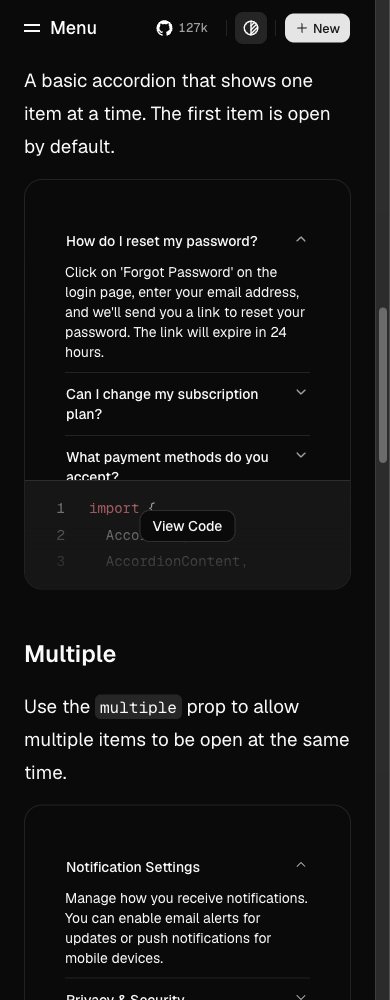 Menu
127k
New
A basic accordion that shows one
item at a time. The first item is open
by default.
How do I reset my password?
Click on 'Forgot Password' on the
login page, enter your email address,
and we'll send you a link to reset your
password. The link will expire in 24
hours.
Can I change my subscription
plan?
What payment methods do you
accept?
1 import {
2 Acco
View Code
3 AccordionContent,
Multiple
Use the multiple prop to allow
multiple items to be open at the same
time.
Notification Settings
Manage how you receive notifications.
You can enable email alerts for
updates or push notifications for
mobile devices.
Privacy & Security